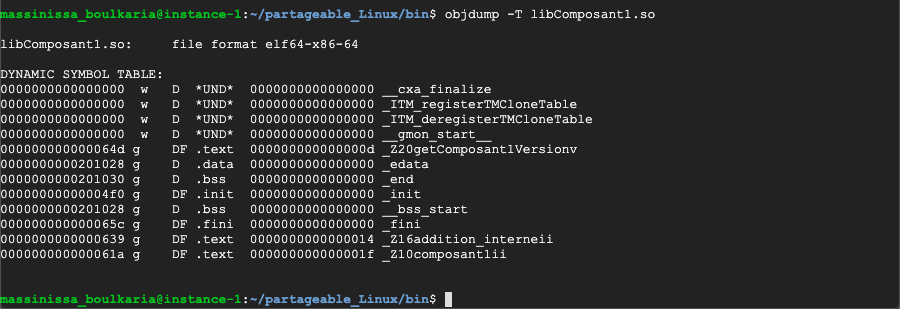 massinissa_boulkaria@instance-1:~/partageable_Linux/bin$ objdump -T libComposant1.so
libComposant1.so:     file format elf64-x86-64
DYNAMIC SYMBOL TABLE:
0000000000000000  w   D  *UND*  0000000000000000 __cxa_finalize
0000000000000000  w   D  *UND*  0000000000000000 _ITM_registerTMCloneTable
0000000000000000  w   D  *UND*  0000000000000000 _ITM_deregisterTMCloneTable
0000000000000000  w   D  *UND*  0000000000000000 __gmon_start__
000000000000064d g    DF .text  000000000000000d _Z20getComposant1Versionv
0000000000201028 g    D  .data  0000000000000000 _edata
0000000000201030 g    D  .bss   0000000000000000 _end
00000000000004f0 g    DF .init  0000000000000000 _init
0000000000201028 g    D  .bss   0000000000000000 __bss_start
000000000000065c g    DF .fini  0000000000000000 _fini
0000000000000639 g    DF .text  0000000000000014 _Z16addition_interneii
000000000000061a g    DF .text  000000000000001f _Z10composant1ii
massinissa_boulkaria@instance-1:~/partageable_Linux/bin$